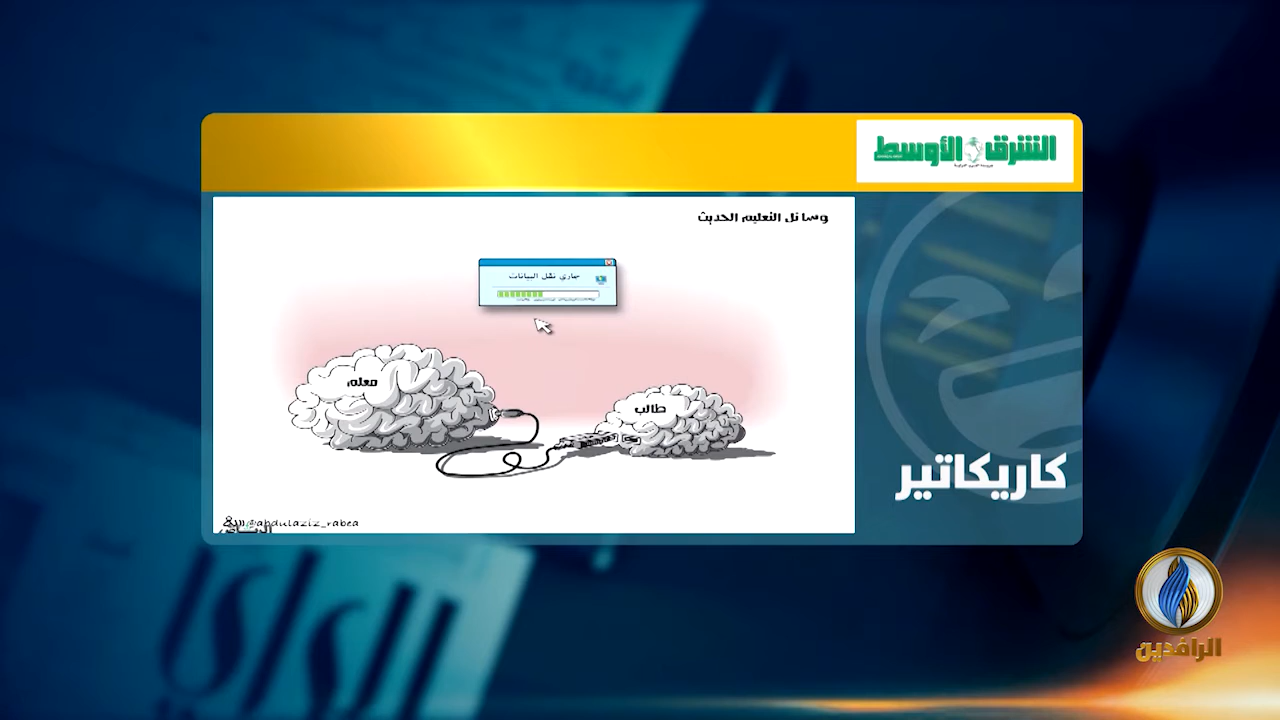 الشرق الأوسط
وسائل التعليم الحديث
جاري نقل البيانات
معلم
طالب
كاريكاتير
@abdulaziz_rabea
الرافدين